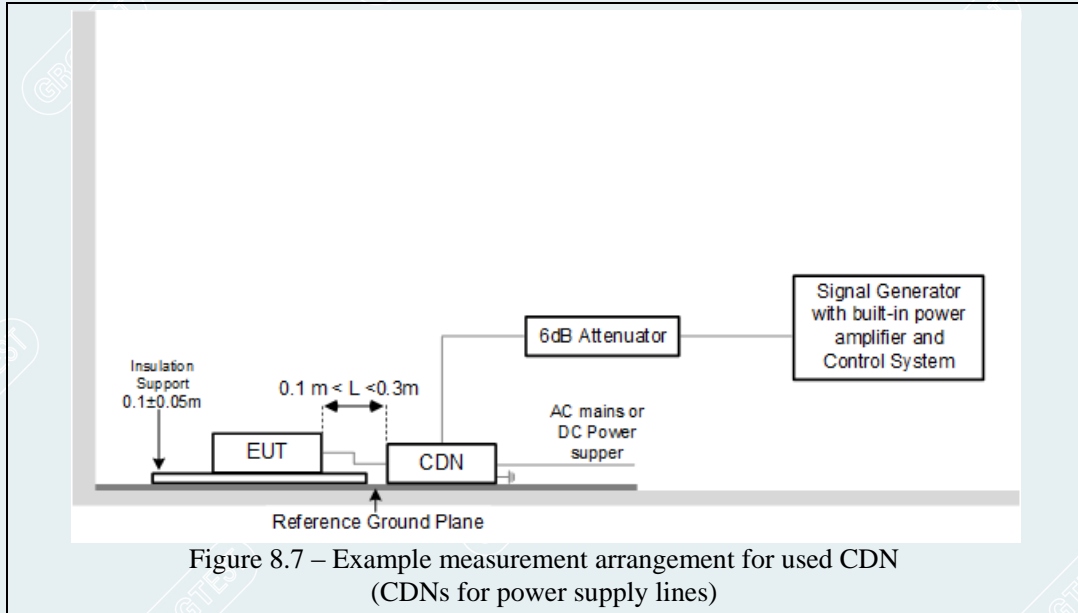 Signal Generator
with built-in power
amplifier and
Control System
6dB Attenuator
Insulation
Support
0.1±0.05m
0.1 m < L <0.3m
AC mains or
DC Power
supper
EUT
CDN
Reference Ground Plane
Figure 8.7 – Example measurement arrangement for used CDN
(CDNs for power supply lines)